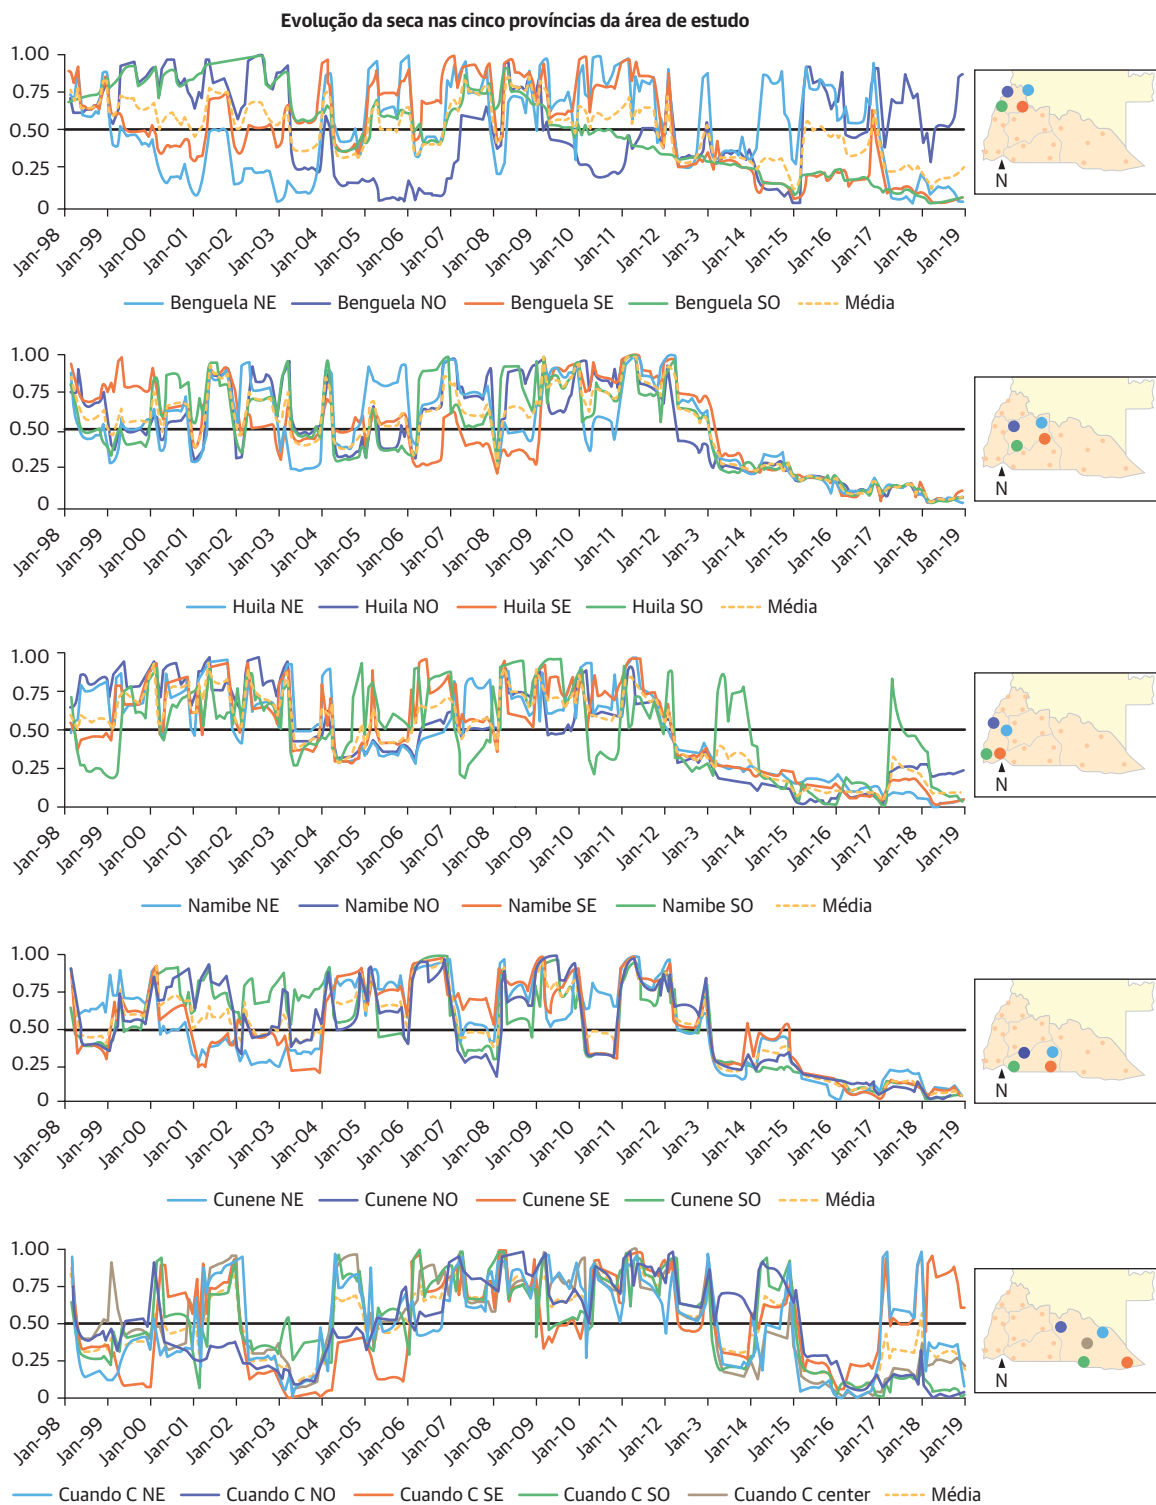 Evolução da seca nas cinco províncias da área de estudo
1.00
0.75
0.50
0.25
0
Jan-98 Jan-99 Jan-00 Jan-01 Jan-02 Jan-03 Jan-04 Jan-05 Jan-06 Jan-07 Jan-08 Jan-09 Jan-10 Jan-11 Jan-12 Jan-3 Jan-14 Jan-15 Jan-16 Jan-17 Jan-18 Jan-19
N
Benguela NE Benguela NO Benguela SE Benguela SO Média
1.00
0.75
0.50
0.25
0
Jan-98 Jan-99 Jan-00 Jan-01 Jan-02 Jan-03 Jan-04 Jan-05 Jan-06 Jan-07 Jan-08 Jan-09 Jan-10 Jan-11 Jan-12 Jan-3 Jan-14 Jan-15 Jan-16 Jan-17 Jan-18 Jan-19
N
Huila NE Huila NO Huila SE Huila SO Média
1.00
0.75
0.50
0.25
0
Jan-98 Jan-99 Jan-00 Jan-01 Jan-02 Jan-03 Jan-04 Jan-05 Jan-06 Jan-07 Jan-08 Jan-09 Jan-10 Jan-11 Jan-12 Jan-3 Jan-14 Jan-15 Jan-16 Jan-17 Jan-18 Jan-19
N
Namibe NE Namibe NO Namibe SE Namibe SO Média
1.00
0.75
0.50
0.25
0
Jan-98 Jan-99 Jan-00 Jan-01 Jan-02 Jan-03 Jan-04 Jan-05 Jan-06 Jan-07 Jan-08 Jan-09 Jan-10 Jan-11 Jan-12 Jan-3 Jan-14 Jan-15 Jan-16 Jan-17 Jan-18 Jan-19
N
Cunene NE Cunene NO Cunene SE Cunene SO Média
1.00
0.75
0.50
0.25
0
Jan-98 Jan-99 Jan-00 Jan-01 Jan-02 Jan-03 Jan-04 Jan-05 Jan-06 Jan-07 Jan-08 Jan-09 Jan-10 Jan-11 Jan-12 Jan-3 Jan-14 Jan-15 Jan-16 Jan-17 Jan-18 Jan-19
N
Cuando C NE Cuando C NO Cuando C SE Cuando C SO Cuando C center Média